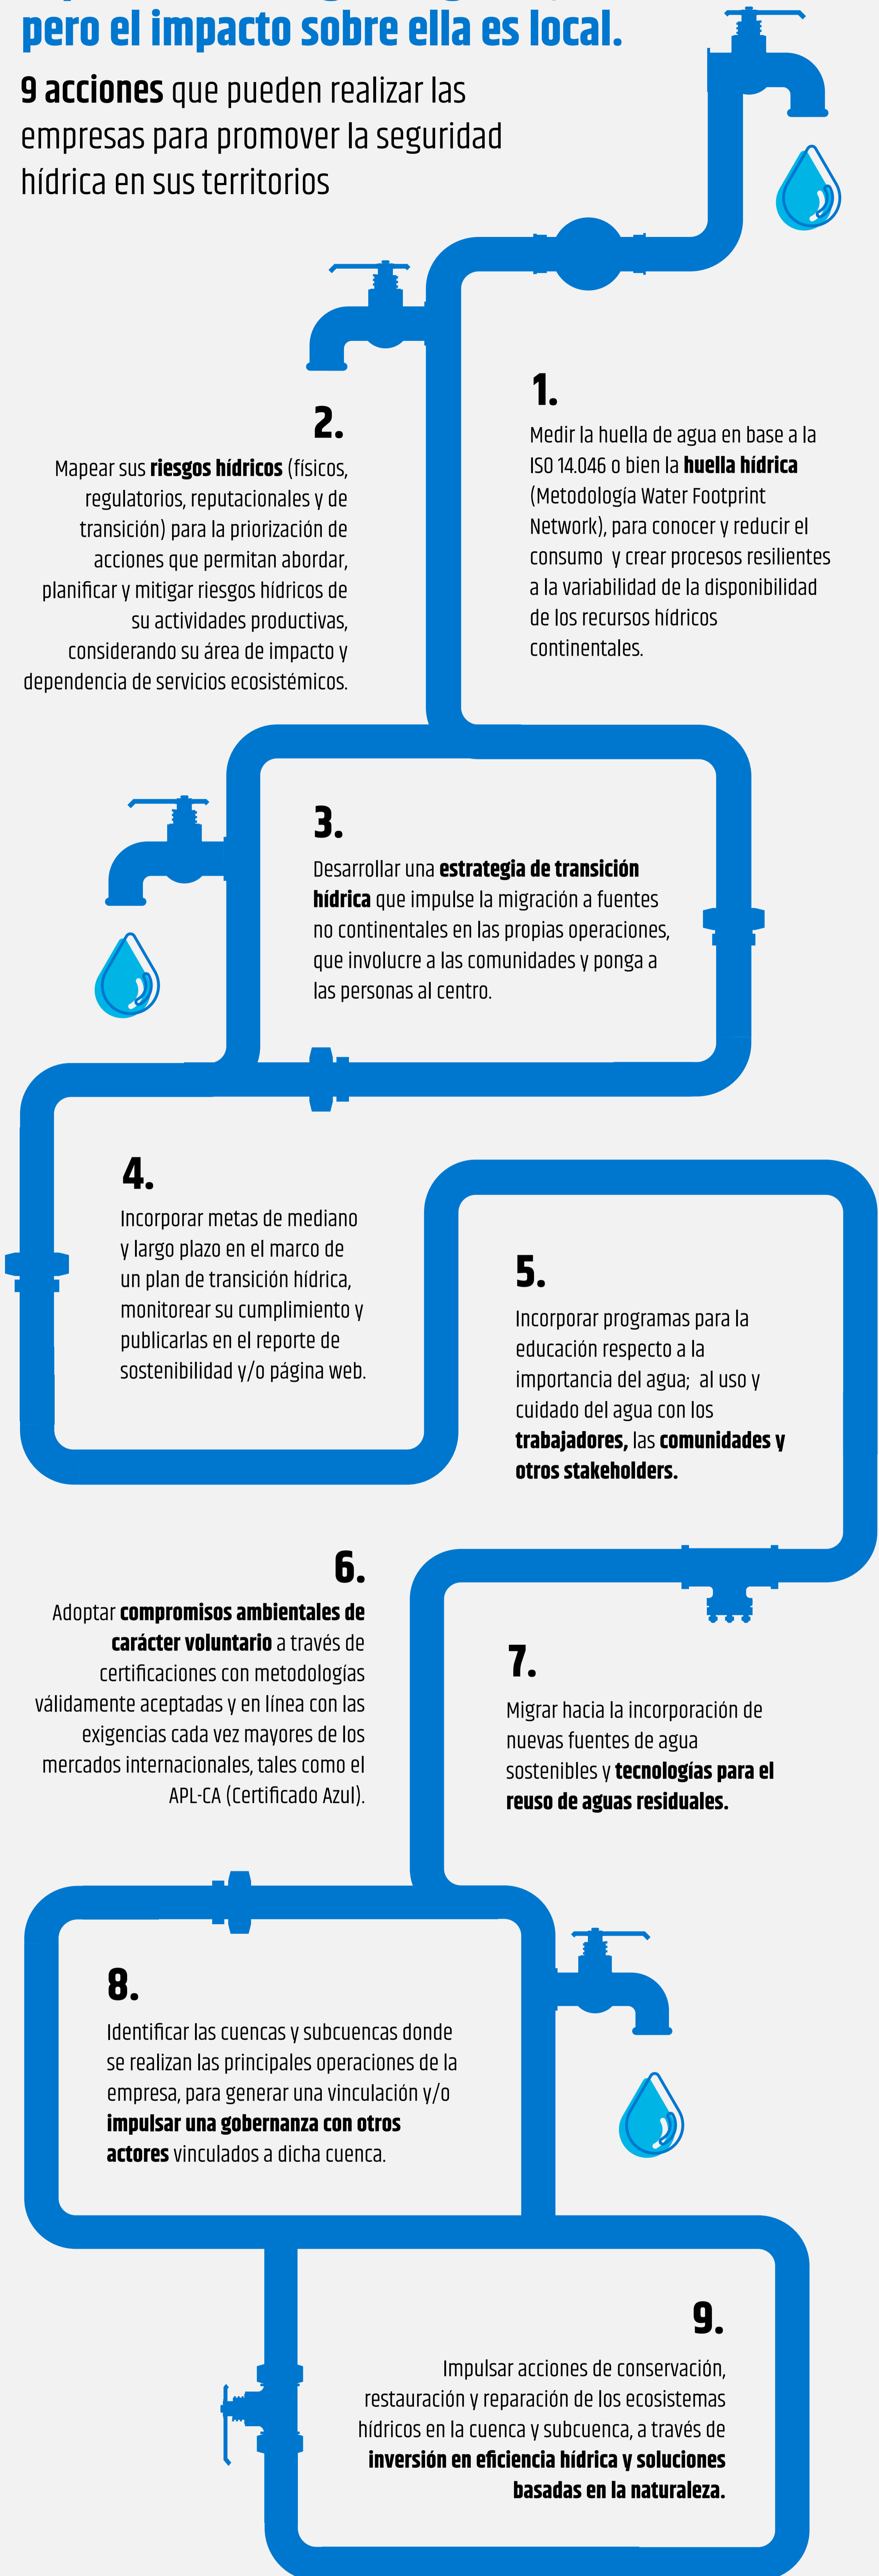 pero el impacto sobre ella es local.
9 acciones que pueden realizar las
empresas para promover la seguridad
hídrica en sus territorios
1.
Medir la huella de agua en base a la
ISO 14.046 o bien la huella hídrica
(Metodología Water Footprint
Network), para conocer y reducir el
consumo  y crear procesos resilientes
a la variabilidad de la disponibilidad
de los recursos hídricos
continentales.
2.
Mapear sus riesgos hídricos (físicos,
regulatorios, reputacionales y de
transición) para la priorización de
acciones que permitan abordar,
planificar y mitigar riesgos hídricos de
su actividades productivas,
considerando su área de impacto y
dependencia de servicios ecosistémicos.
3.
Desarrollar una estrategia de transición
hídrica que impulse la migración a fuentes
no continentales en las propias operaciones,
que involucre a las comunidades y ponga a
las personas al centro.
4.
Incorporar metas de mediano
y largo plazo en el marco de
un plan de transición hídrica,
monitorear su cumplimiento y
publicarlas en el reporte de
sostenibilidad y/o página web.
5.
Incorporar programas para la
educación respecto a la
importancia del agua;  al uso y
cuidado del agua con los
trabajadores, las comunidades y
otros stakeholders.
6.
Adoptar compromisos ambientales de
carácter voluntario a través de
certificaciones con metodologías
válidamente aceptadas y en línea con las
exigencias cada vez mayores de los
mercados internacionales, tales como el
APL-CA (Certificado Azul).
7.
Migrar hacia la incorporación de
nuevas fuentes de agua
sostenibles y tecnologías para el
reuso de aguas residuales.
8.
Identificar las cuencas y subcuencas donde
se realizan las principales operaciones de la
empresa, para generar una vinculación y/o
impulsar una gobernanza con otros
actores vinculados a dicha cuenca.
9.
Impulsar acciones de conservación,
restauración y reparación de los ecosistemas
hídricos en la cuenca y subcuenca, a través de
inversión en eficiencia hídrica y soluciones
basadas en la naturaleza.